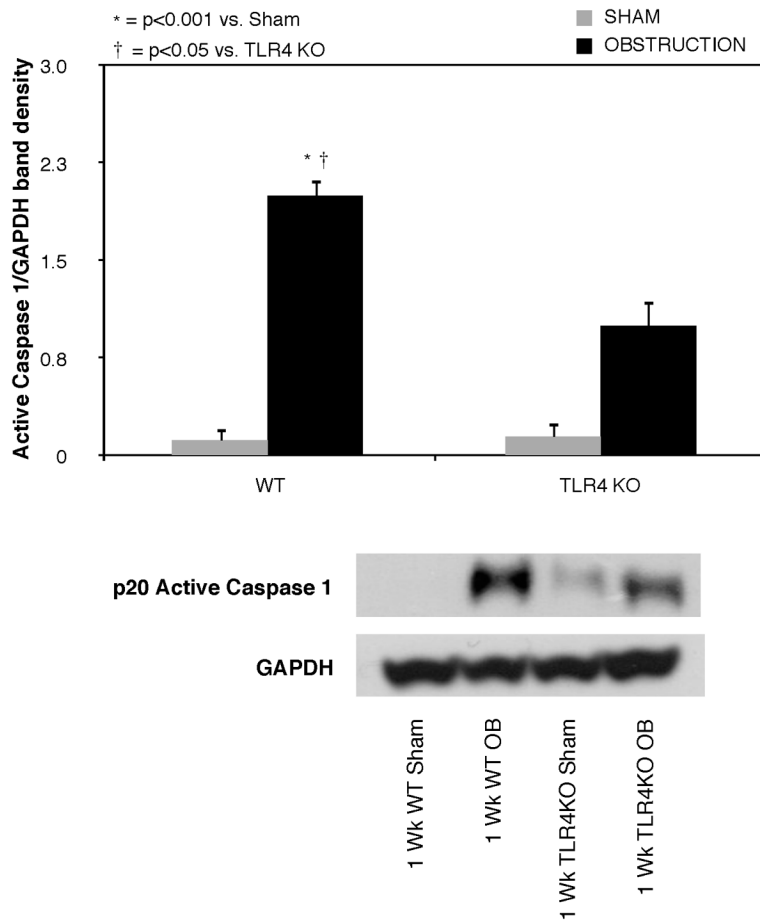 * = p<0.001 vs. Sham
† = p<0.05 vs. TLR4 KO
SHAM
OBSTRUCTION
Active Caspase 1/GAPDH band density
3.0
2.3
1.5
0.8
0
* †
WT
TLR4 KO
p20 Active Caspase 1
GAPDH
1 Wk WT Sham
1 Wk WT OB
1 Wk TLR4KO Sham
1 Wk TLR4KO OB